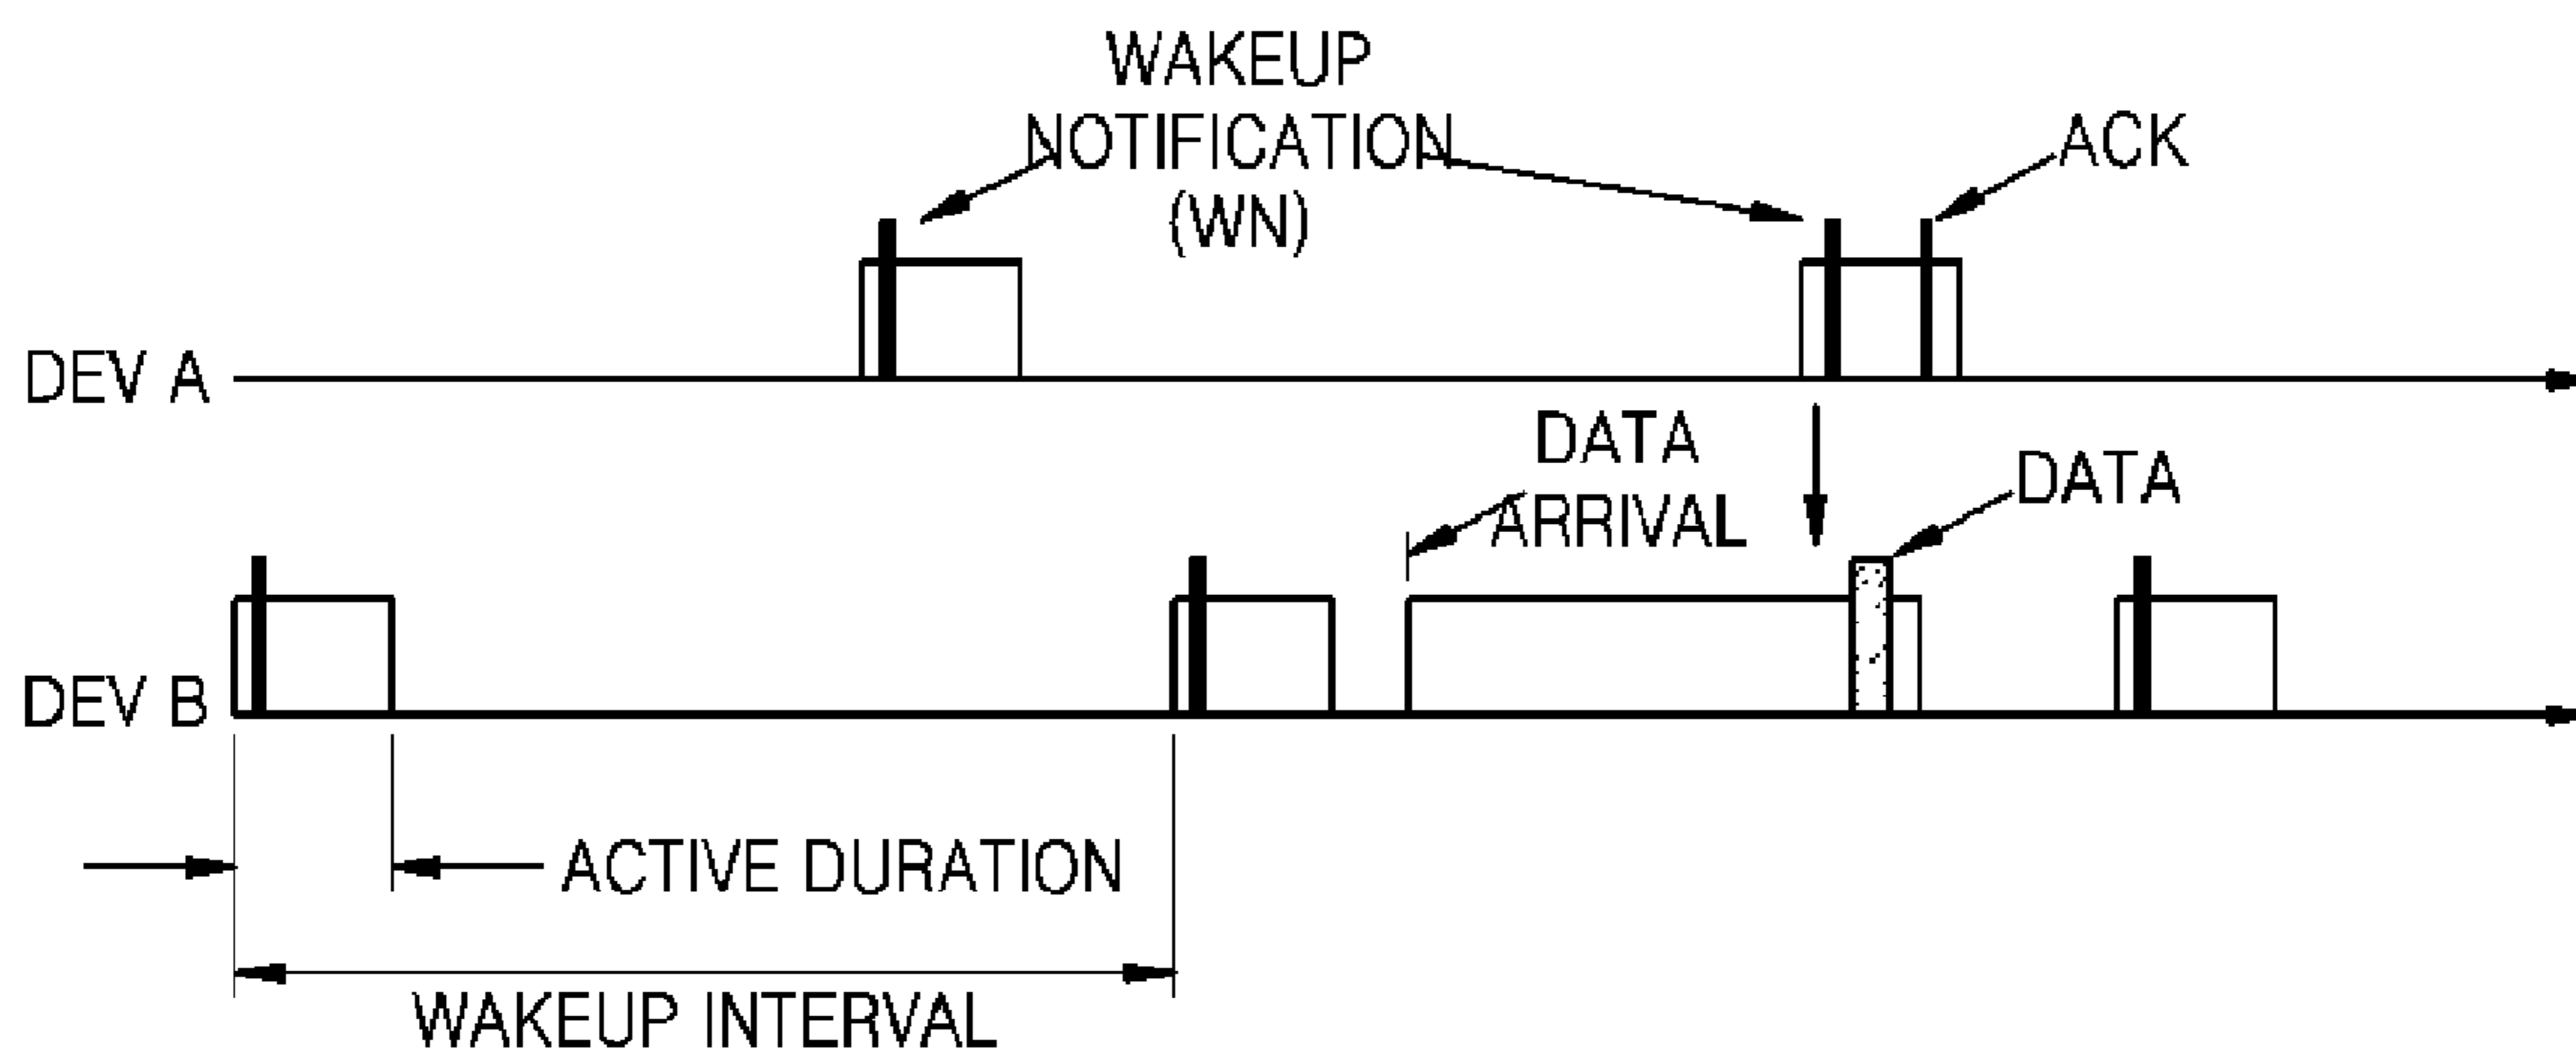 WAKEUP
NOTIFICATION
(WN)
ACK
DEV A
DATA
ARRIVAL
DATA
DEV B
ACTIVE DURATION
WAKEUP INTERVAL